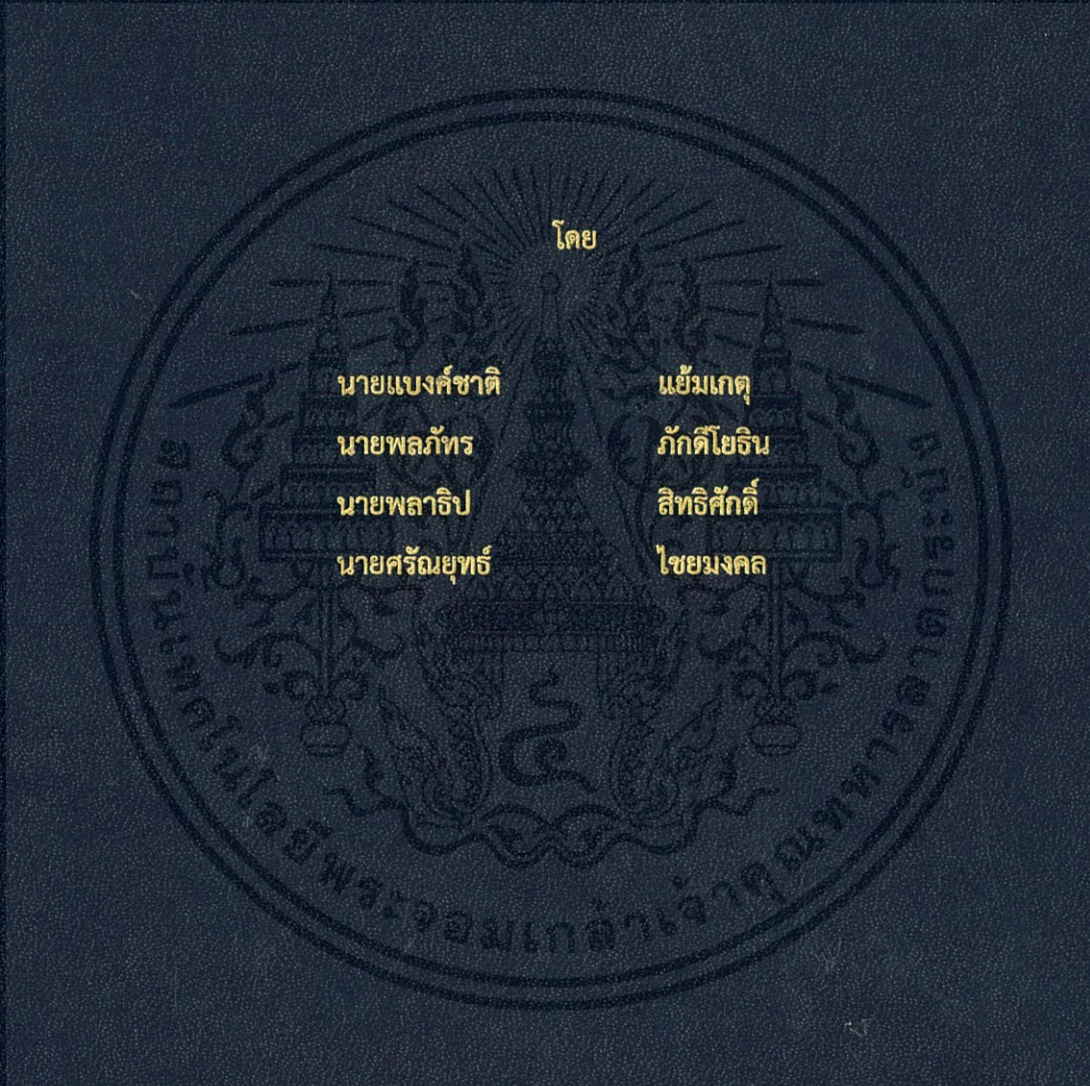 โดย
นายแบงค์ชาติ แย้มเกตุ
นายพลภัทร ภักดีโยธิน
นายพลาธิป สิทธิศักดิ์
นายศรัณยุทธ์ ไชยมงคล
๔
สถาบันเทคโนโลยีพระจอมเกล้าเจ้าคุณทหารลาดกระบัง